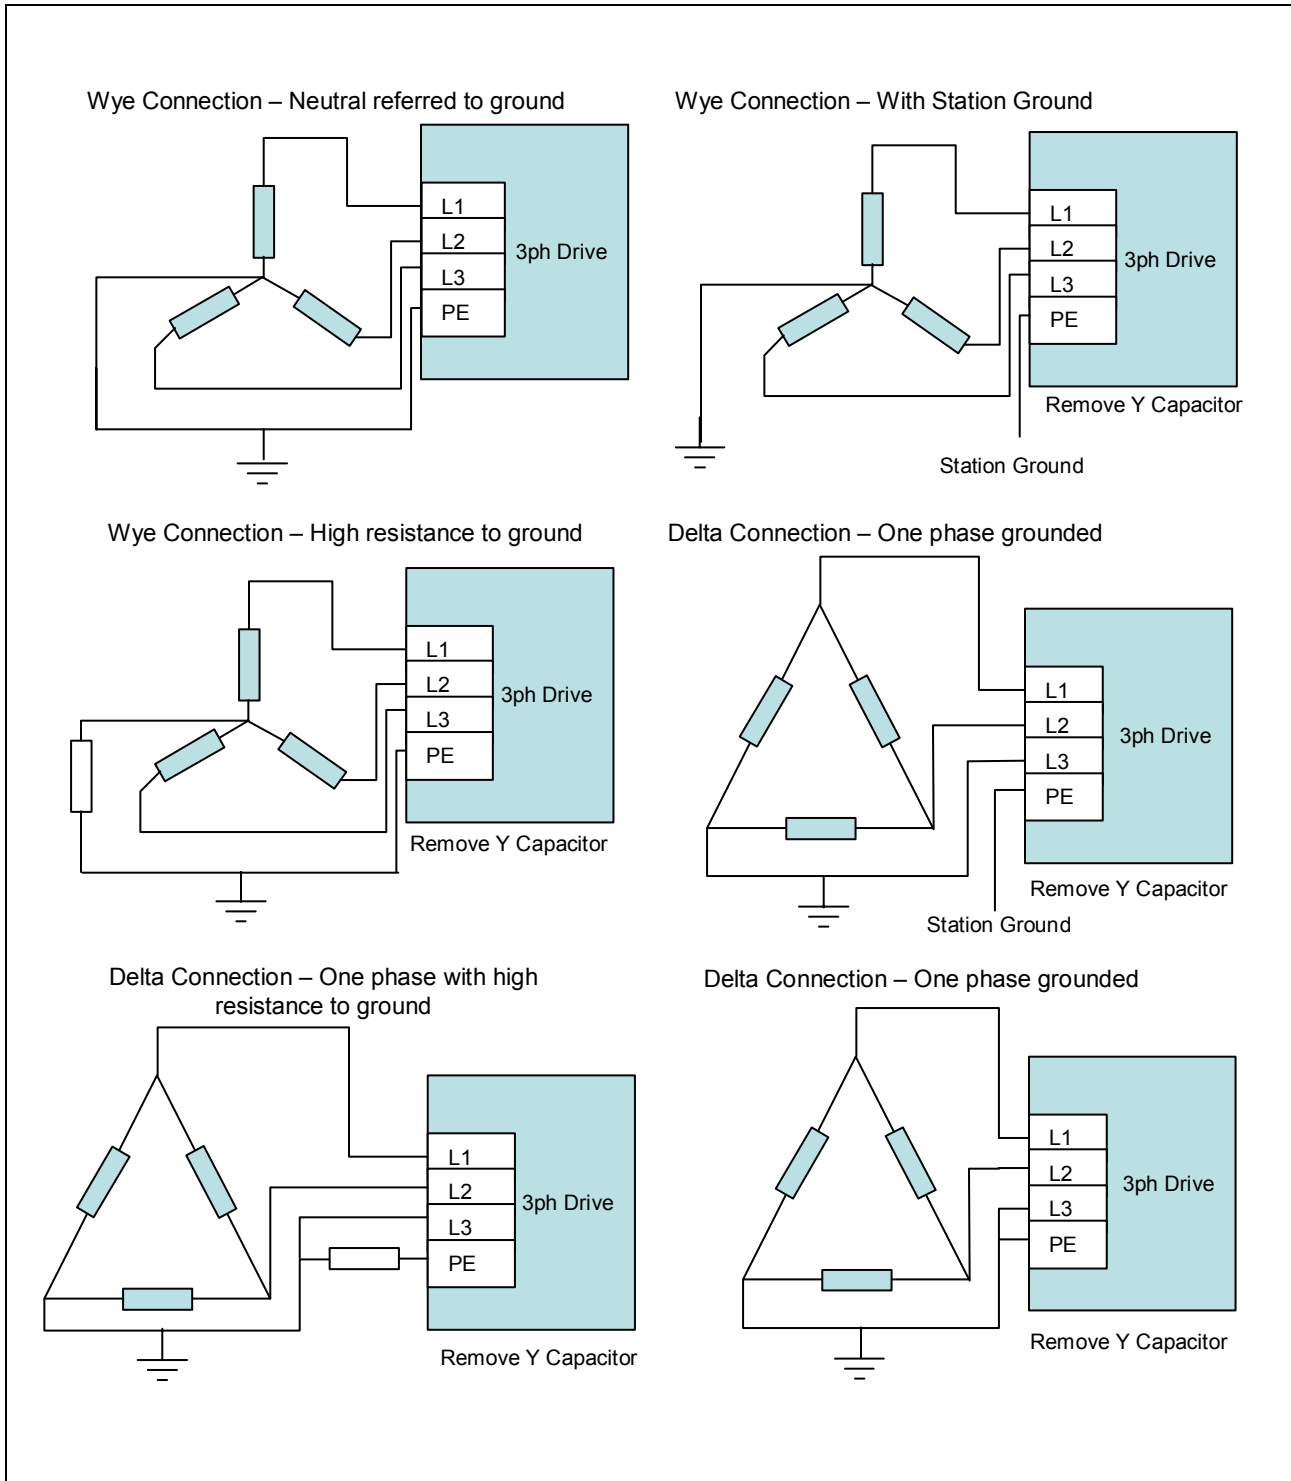 Wye Connection – Neutral referred to ground
L1
L2
L3
PE
3ph Drive
Wye Connection – With Station Ground
L1
L2
L3
PE
3ph Drive
Remove Y Capacitor
Station Ground
Wye Connection – High resistance to ground
L1
L2
L3
PE
3ph Drive
Remove Y Capacitor
Delta Connection – One phase grounded
L1
L2
L3
PE
3ph Drive
Remove Y Capacitor
Station Ground
Delta Connection – One phase with high
resistance to ground
L1
L2
L3
PE
3ph Drive
Remove Y Capacitor
Delta Connection – One phase grounded
L1
L2
L3
PE
3ph Drive
Remove Y Capacitor